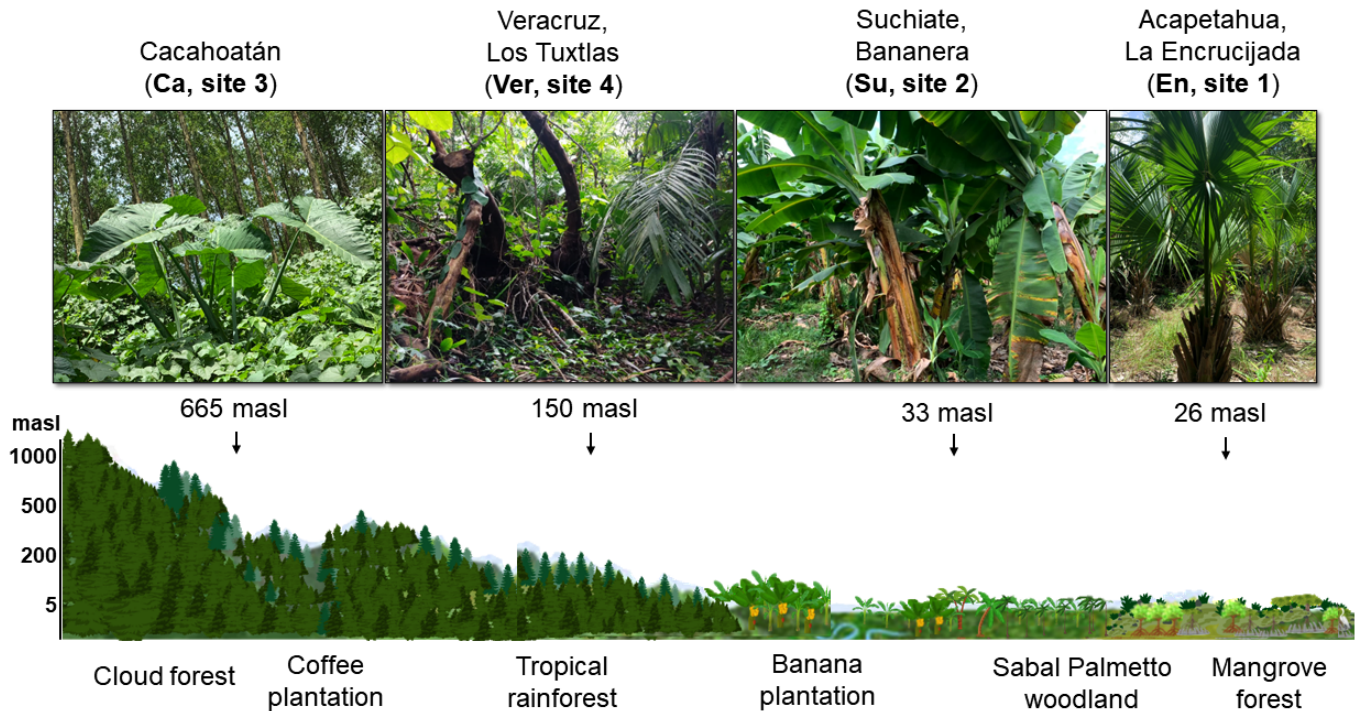 Cacahoatán
(Ca, site 3)
Veracruz,
Los Tuxtlas
(Ver, site 4)
Suchiate,
Bananera
(Su, site 2)
Acapetahua,
La Encrucijada
(En, site 1)
665 masl
150 masl
33 masl
26 masl
masl
1000
500
200
5
Cloud forest
Coffee
plantation
Tropical
rainforest
Banana
plantation
Sabal Palmetto
woodland
Mangrove
forest